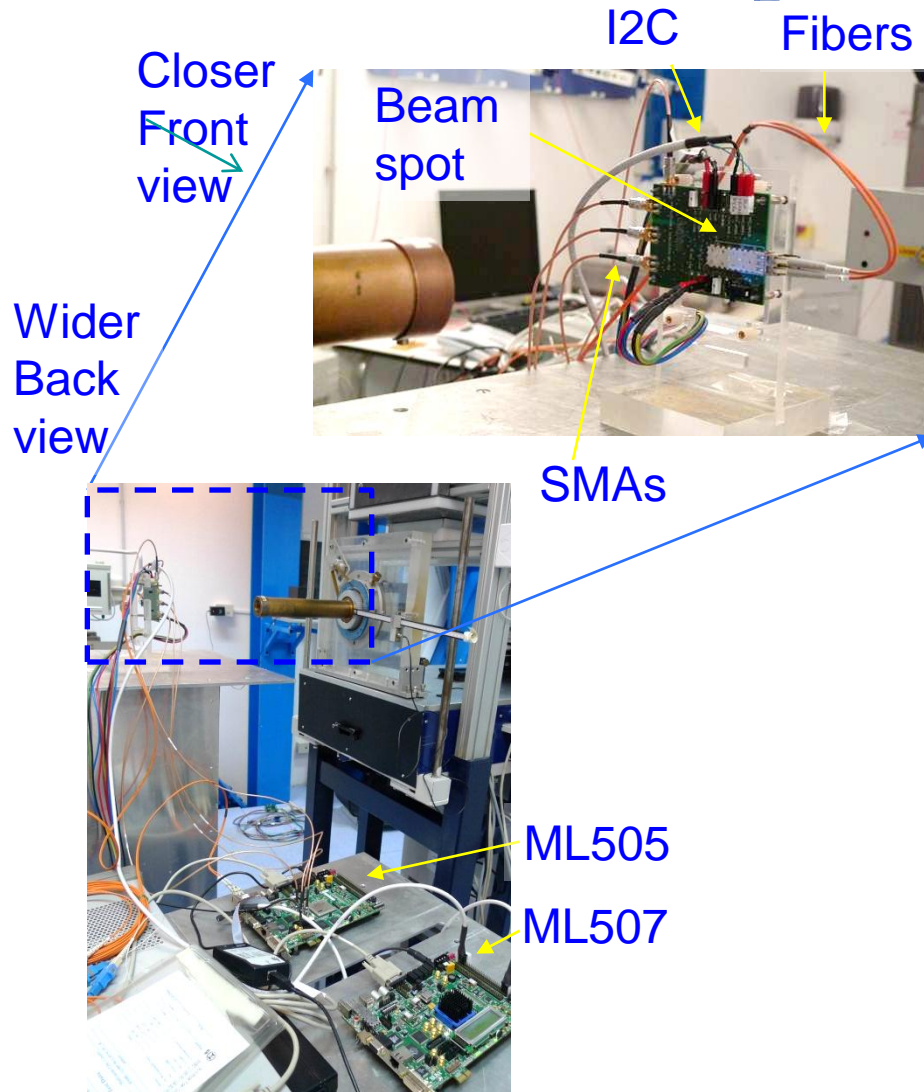 I2C
Fibers
Closer
Front
view
Beam
spot
Wider
Back
view
SMAs
ML505
ML507